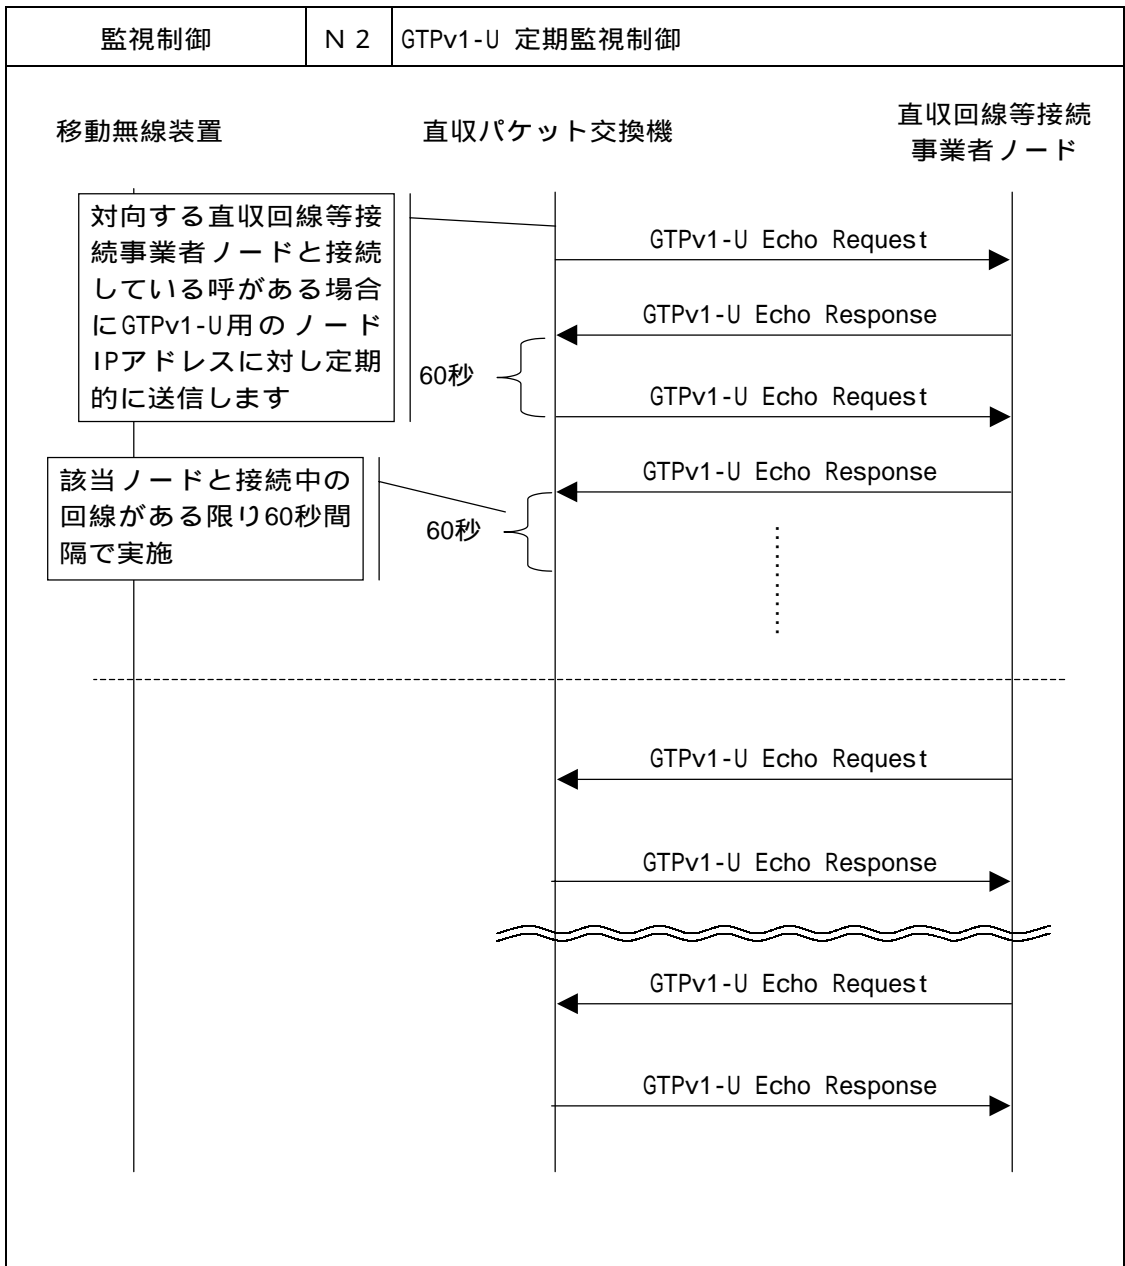 監視制御
N2
GTPv1-U 定期監視制御
移動無線装置
直収パケット交換機
直収回線等接続
事業者ノード
対向する直収回線等接
続事業者ノードと接続
している呼がある場合
にGTPv1-U用のノード
IPアドレスに対し定期
的に送信します
GTPv1-U Echo Request
GTPv1-U Echo Response
60秒
GTPv1-U Echo Request
該当ノードと接続中の
回線がある限り60秒間
隔で実施
GTPv1-U Echo Response
60秒
GTPv1-U Echo Request
GTPv1-U Echo Response
GTPv1-U Echo Request
GTPv1-U Echo Response